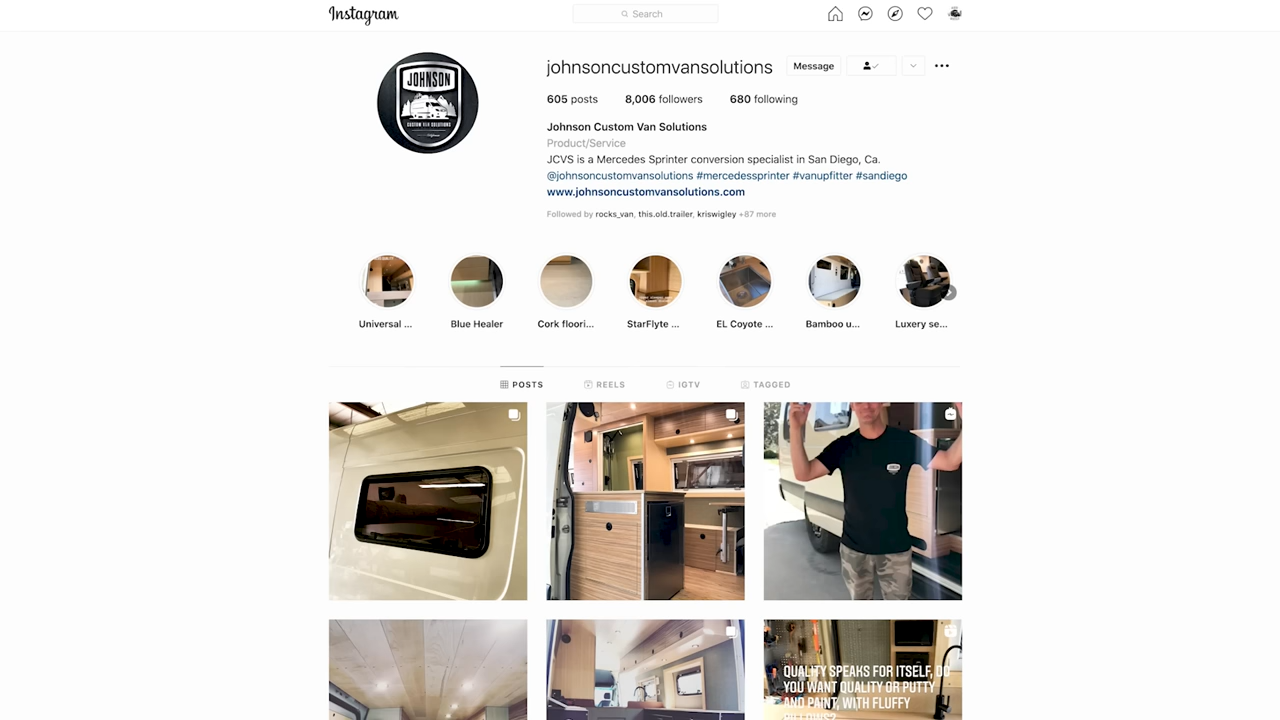 Instagram
Search
johnsoncustomvansolutions
Message
605 posts
8,006 followers
680 following
JOHNSON
CUSTOM VAN SOLUTIONS
Johnson Custom Van Solutions
Product/Service
JCVS is a Mercedes Sprinter conversion specialist in San Diego, Ca.
@johnsoncustomvansolutions #mercedessprinter #vanupfitter #sandiego
www.johnsoncustomvansolutions.com
Followed by rocks_van, this.old.trailer, kriswigley +87 more
Universal ...
Blue Healer
Cork floori...
StarFlyte ...
EL Coyote ...
Bamboo u...
Luxery se...
POSTS
REELS
IGTV
TAGGED
QUALITY SPEAKS FOR ITSELF, DO
YOU WANT QUALITY OR PUTTY
AND PAINT, WITH FLUFFY